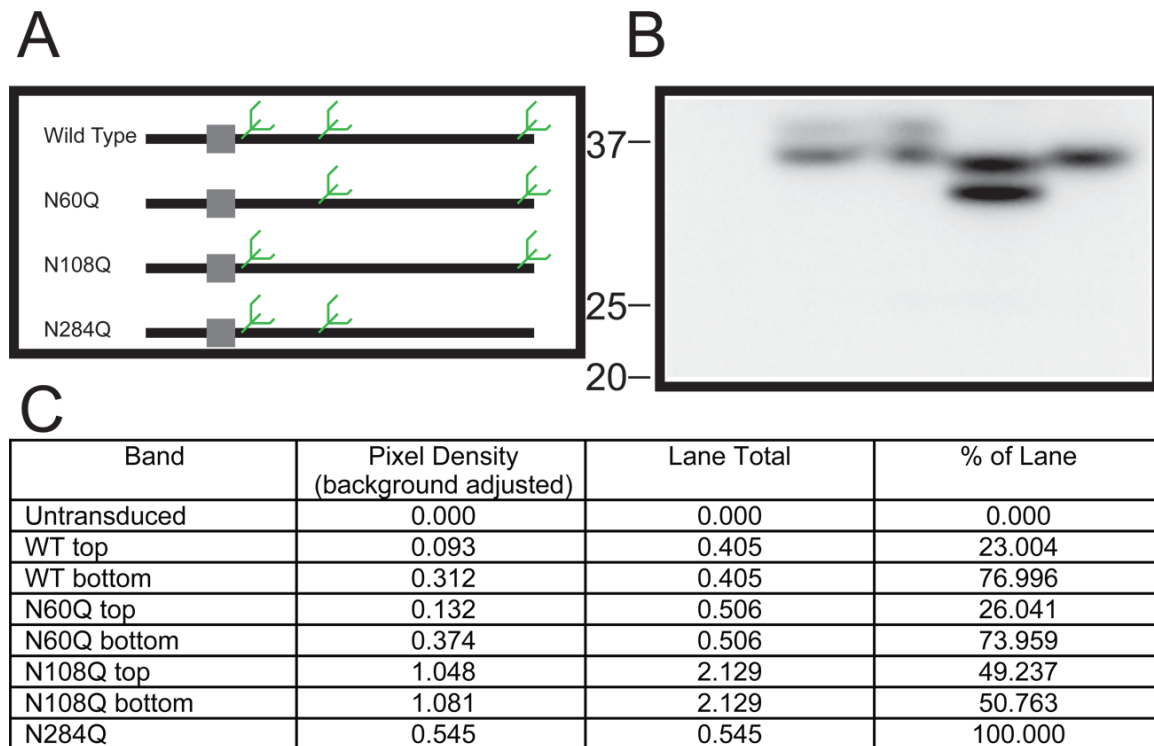 A
B
Wild Type
N60Q
N108Q
N284Q
37
25
20
C
Band Pixel Density (background adjusted) Lane Total % of Lane
Untransduced 0.000 0.000 0.000
WT top 0.093 0.405 23.004
WT bottom 0.312 0.405 76.996
N60Q top 0.132 0.506 26.041
N60Q bottom 0.374 0.506 73.959
N108Q top 1.048 2.129 49.237
N108Q bottom 1.081 2.129 50.763
N284Q 0.545 0.545 100.000